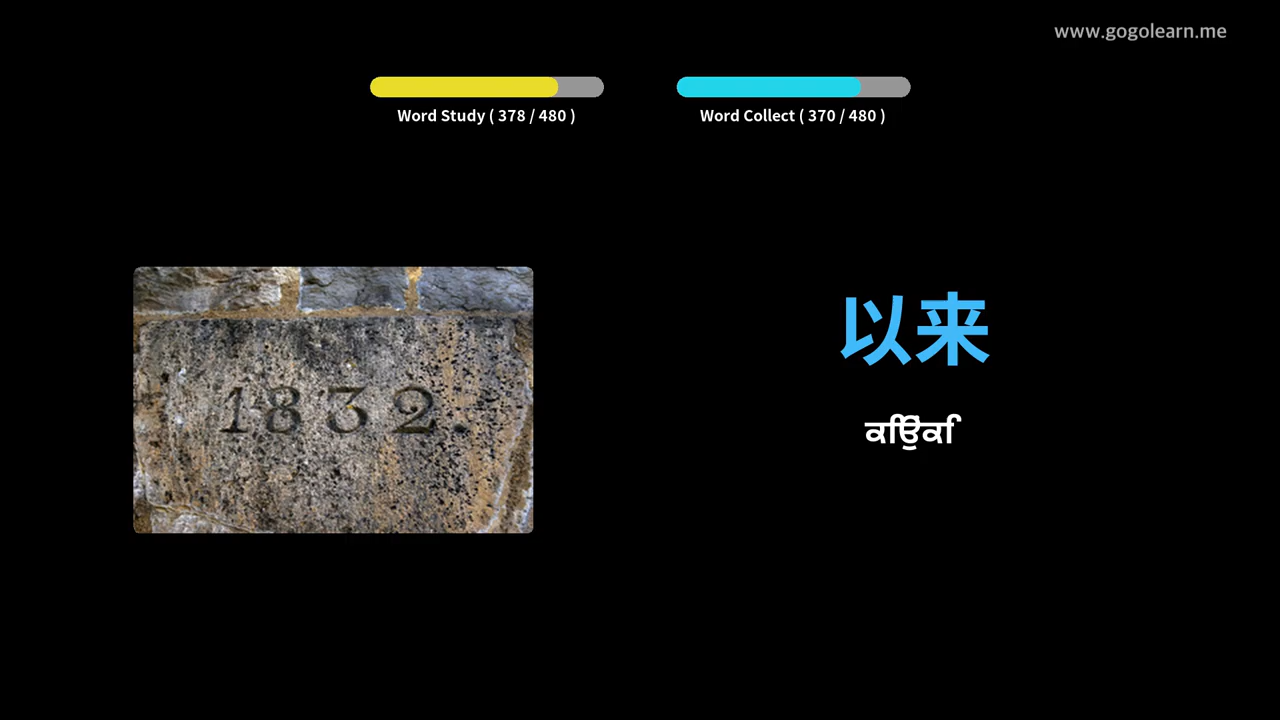 www.gogolearn.me
Word Study ( 378 / 480 )
Word Collect ( 370 / 480 )
1832.
以来
ਕਉਿਂਕਿ